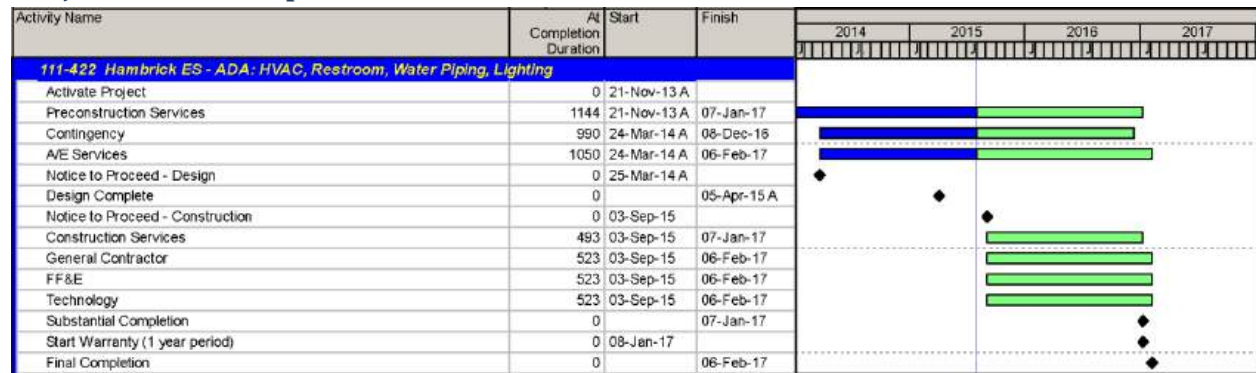 Activity Name At Completion Duration Start Finish
2014 2015 2016 2017
J J J J J J J
111-422 Hambrick ES - ADA: HVAC, Restroom, Water Piping, Lighting
Activate Project 0 21-Nov-13 A
Preconstruction Services 1144 21-Nov-13 A 07-Jan-17
Contingency 990 24-Mar-14 A 08-Dec-16
A/E Services 1050 24-Mar-14 A 06-Feb-17
Notice to Proceed - Design 0 25-Mar-14 A
Design Complete 0 05-Apr-15 A
Notice to Proceed - Construction 0 03-Sep-15
Construction Services 493 03-Sep-15 07-Jan-17
General Contractor 523 03-Sep-15 06-Feb-17
FF&E 523 03-Sep-15 06-Feb-17
Technology 523 03-Sep-15 06-Feb-17
Substantial Completion 0 07-Jan-17
Start Warranty (1 year period) 0 08-Jan-17
Final Completion 0 06-Feb-17